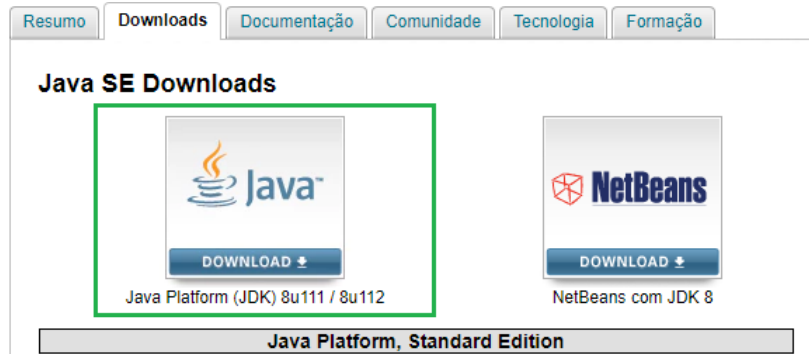 Resumo Downloads Documentação Comunidade Tecnologia Formação
Java SE Downloads
Java™ NetBeans
DOWNLOAD DOWNLOAD
Java Platform (JDK) 8u111 / 8u112 NetBeans com JDK 8
Java Platform, Standard Edition